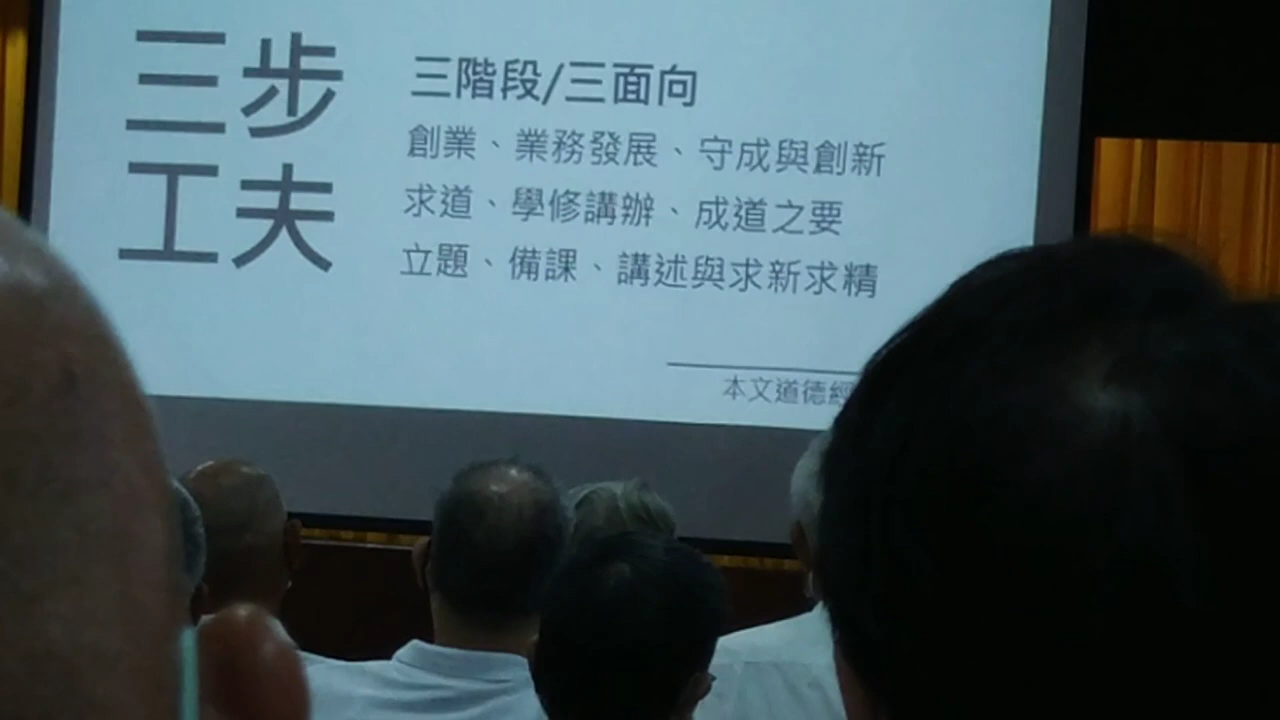 三步
工夫
三階段/三面向
創業、業務發展、守成與創新
求道、學修講辦、成道之要
立題、備課、講述與求新求精
本文道德經